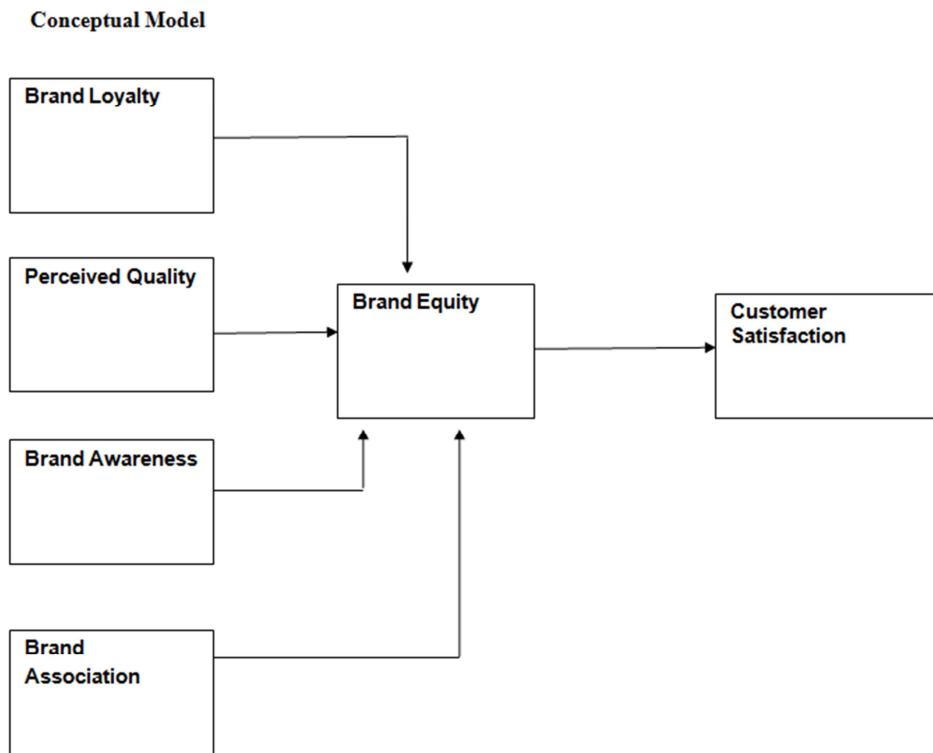 Conceptual Model
Brand Loyalty
Perceived Quality
Brand Equity
Customer
Satisfaction
Brand Awareness
Brand
Association